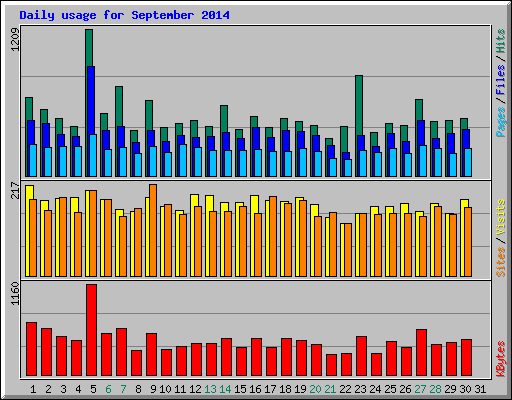 Daily usage for September 2014
1209
Pages / Files / Hits
217
Sites / Visits
1160
KBytes
1 2 3 4 5 6 7 8 9 10 11 12 13 14 15 16 17 18 19 20 21 22 23 24 25 26 27 28 29 30 31